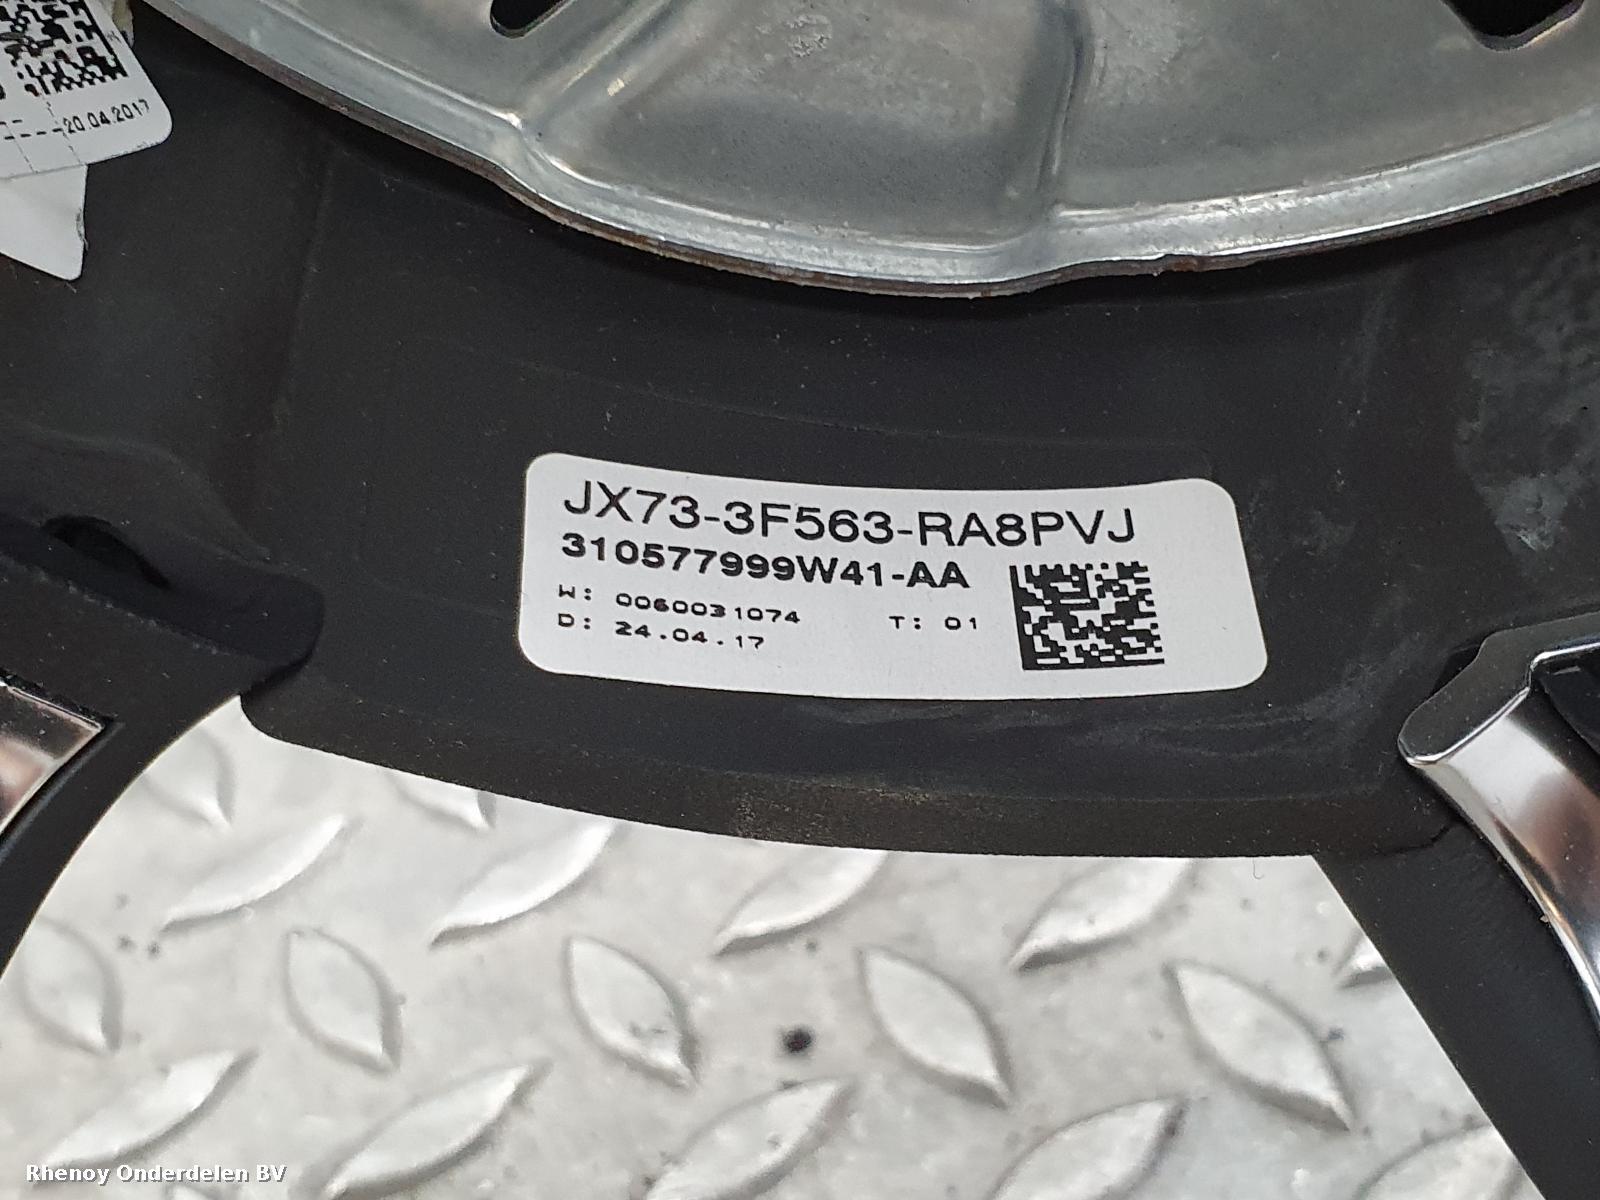 20.04.2017
JX73-3F563-RA8PVJ
310577999W41-AA
W: 0060031074 T: 01
D: 24.04.17
Rhenoy Onderdelen BV